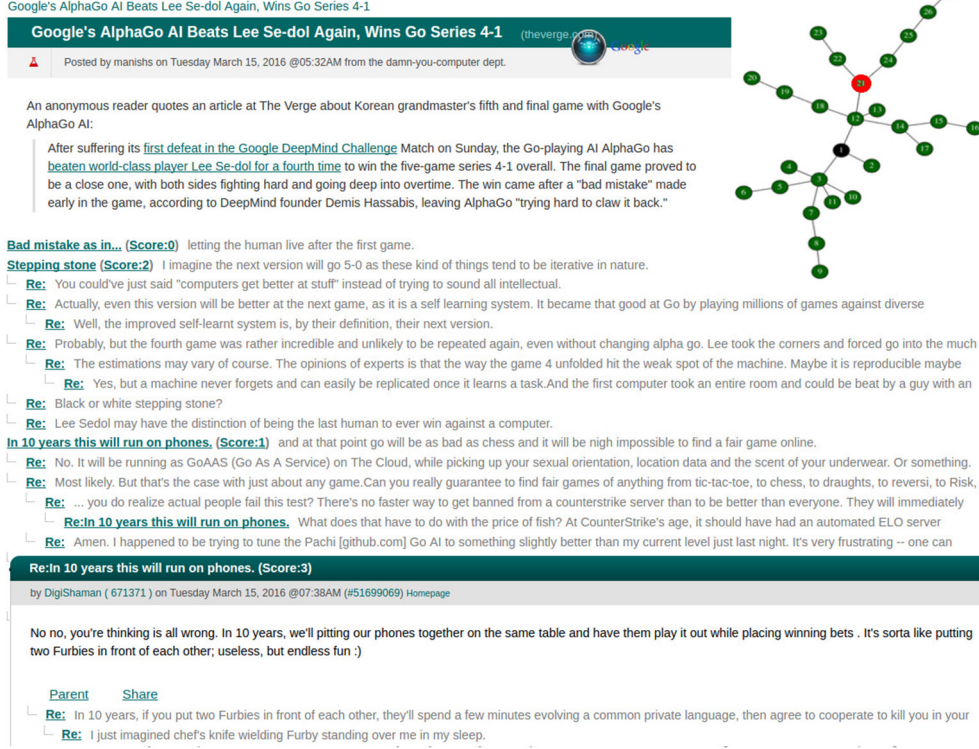 Google's AlphaGo AI Beats Lee Se-dol Again, Wins Go Series 4-1
Google's AlphaGo AI Beats Lee Se-dol Again, Wins Go Series 4-1 (theverge.com)
Google
Posted by manishs on Tuesday March 15, 2016 @05:32AM from the damn-you-computer dept.
An anonymous reader quotes an article at The Verge about Korean grandmaster's fifth and final game with Google's
AlphaGo AI:
After suffering its first defeat in the Google DeepMind Challenge Match on Sunday, the Go-playing AI AlphaGo has
beaten world-class player Lee Se-dol for a fourth time to win the five-game series 4-1 overall. The final game proved to
be a close one, with both sides fighting hard and going deep into overtime. The win came after a "bad mistake" made
early in the game, according to DeepMind founder Demis Hassabis, leaving AlphaGo "trying hard to claw it back."
26
23
25
22
24
20
21
19
18
13
12
14
15
16
17
1
2
4
3
5
6
11
10
7
8
9
Bad mistake as in... (Score:0) letting the human live after the first game.
Stepping stone (Score:2) I imagine the next version will go 5-0 as these kind of things tend to be iterative in nature.
Re: You could've just said "computers get better at stuff" instead of trying to sound all intellectual.
Re: Actually, even this version will be better at the next game, as it is a self learning system. It became that good at Go by playing millions of games against diverse
Re: Well, the improved self-learnt system is, by their definition, their next version.
Re: Probably, but the fourth game was rather incredible and unlikely to be repeated again, even without changing alpha go. Lee took the corners and forced go into the much
Re: The estimations may vary of course. The opinions of experts is that the way the game 4 unfolded hit the weak spot of the machine. Maybe it is reproducible maybe
Re: Yes, but a machine never forgets and can easily be replicated once it learns a task.And the first computer took an entire room and could be beat by a guy with an
Re: Black or white stepping stone?
Re: Lee Sedol may have the distinction of being the last human to ever win against a computer.
In 10 years this will run on phones. (Score:1) and at that point go will be as bad as chess and it will be nigh impossible to find a fair game online.
Re: No. It will be running as GoAAS (Go As A Service) on The Cloud, while picking up your sexual orientation, location data and the scent of your underwear. Or something.
Re: Most likely. But that's the case with just about any game.Can you really guarantee to find fair games of anything from tic-tac-toe, to chess, to draughts, to reversi, to Risk,
Re: ... you do realize actual people fail this test? There's no faster way to get banned from a counterstrike server than to be better than everyone. They will immediately
Re:In 10 years this will run on phones. What does that have to do with the price of fish? At CounterStrike's age, it should have had an automated ELO server
Re: Amen. I happened to be trying to tune the Pachi [github.com] Go AI to something slightly better than my current level just last night. It's very frustrating -- one can
Re:In 10 years this will run on phones. (Score:3)
by DigiShaman ( 671371 ) on Tuesday March 15, 2016 @07:38AM (#51699069) Homepage
No no, you're thinking is all wrong. In 10 years, we'll pitting our phones together on the same table and have them play it out while placing winning bets . It's sorta like putting
two Furbies in front of each other; useless, but endless fun :)
Parent Share
Re: In 10 years, if you put two Furbies in front of each other, they'll spend a few minutes evolving a common private language, then agree to cooperate to kill you in your
Re: I just imagined chef's knife wielding Furby standing over me in my sleep.